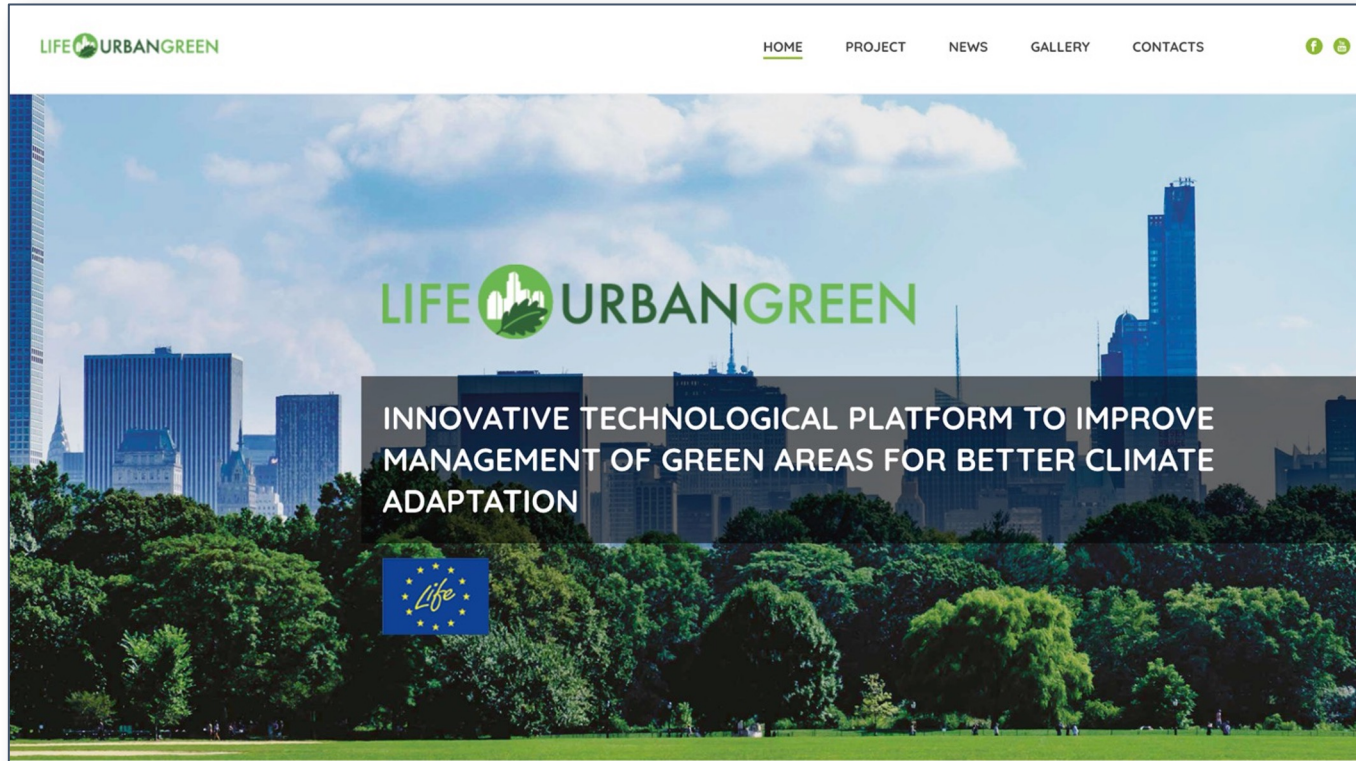 LIFE URBANGREEN
HOME PROJECT NEWS GALLERY CONTACTS
LIFE URBANGREEN
INNOVATIVE TECHNOLOGICAL PLATFORM TO IMPROVE
MANAGEMENT OF GREEN AREAS FOR BETTER CLIMATE
ADAPTATION
Life